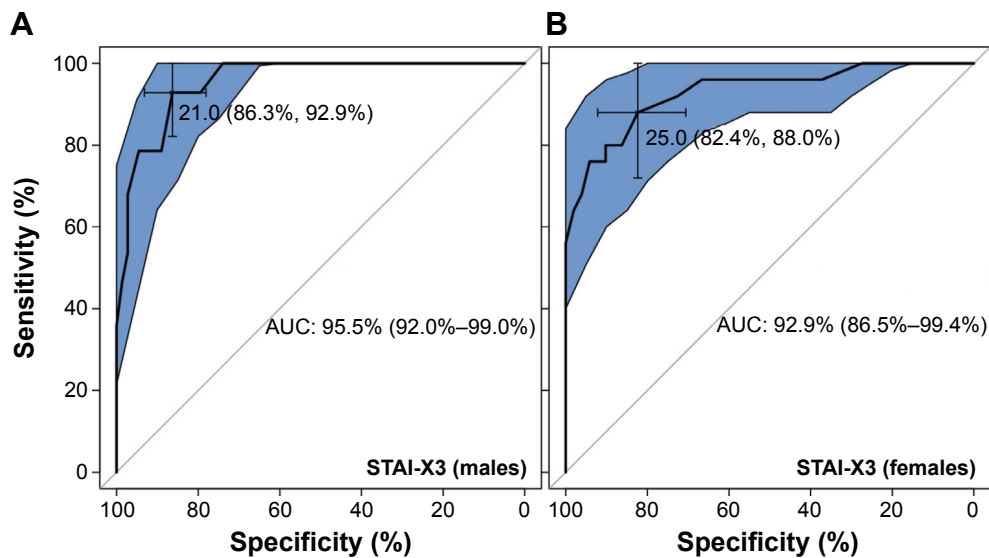 A
B
Sensitivity (%)
100
80
60
40
20
0
21.0 (86.3%, 92.9%)
AUC: 95.5% (92.0%–99.0%)
STAI-X3 (males)
100 80 60 40 20 0
Specificity (%)
25.0 (82.4%, 88.0%)
AUC: 92.9% (86.5%–99.4%)
STAI-X3 (females)
100 80 60 40 20 0
Specificity (%)